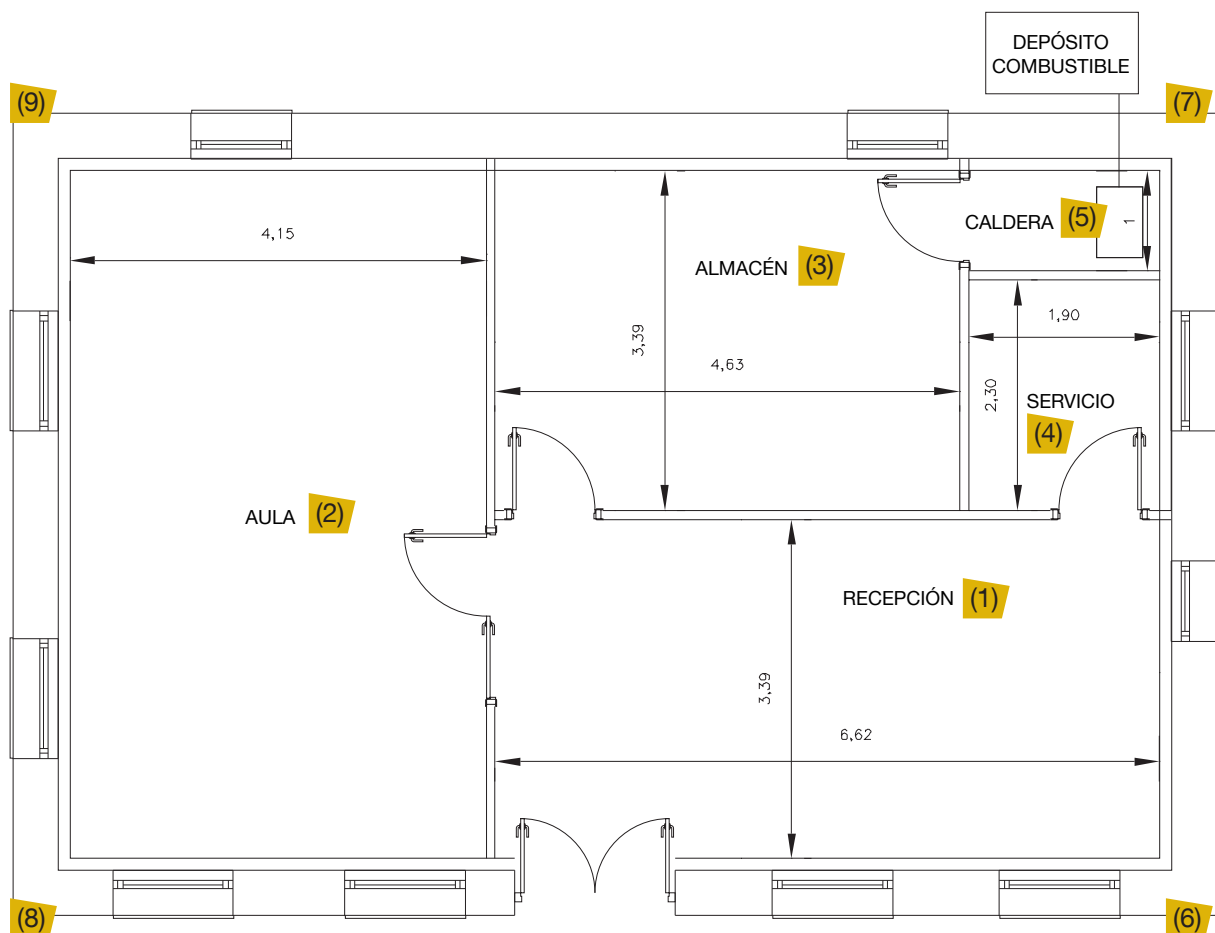 DEPÓSITO
COMBUSTIBLE
(9)
(7)
4,15
CALDERA (5)
1
ALMACÉN (3)
3,39
4,63
1,90
2,30
SERVICIO
(4)
AULA (2)
RECEPCIÓN (1)
3,39
6,62
(8)
(6)